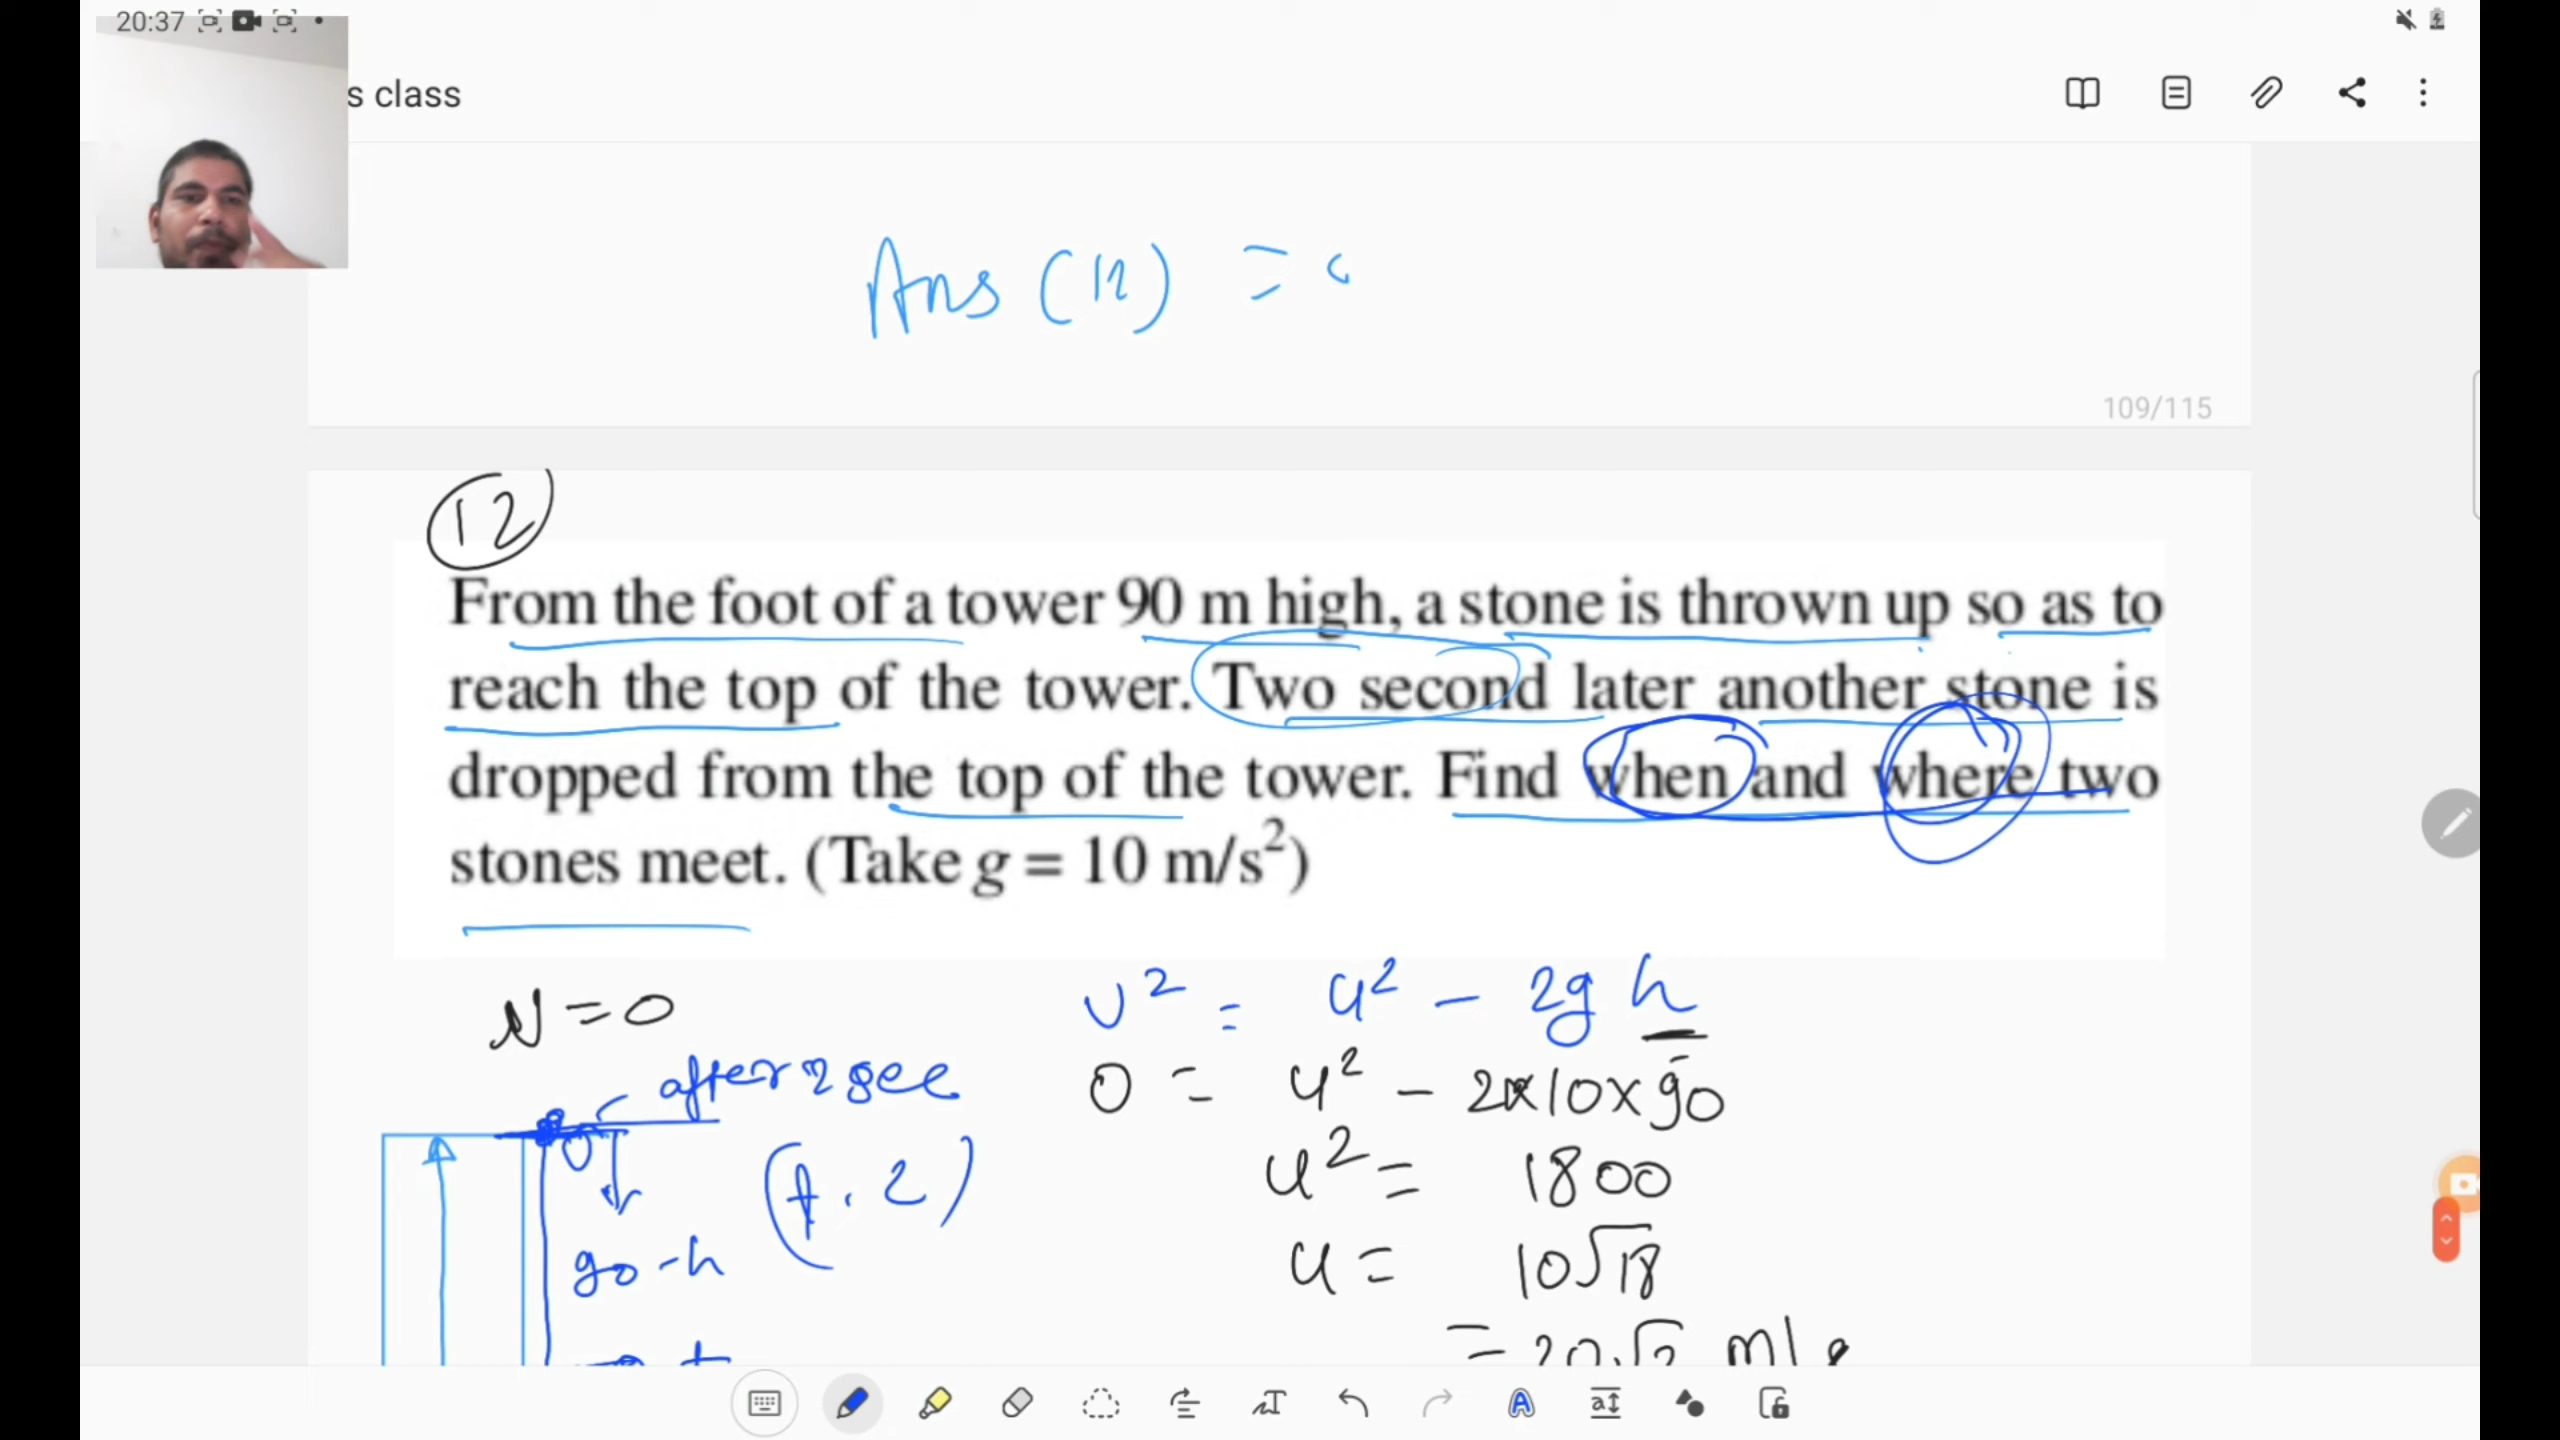 20:37
s class
Ans (12) =
109/115
12
From the foot of a tower 90 m high, a stone is thrown up so as to
reach the top of the tower. Two second later another stone is
dropped from the top of the tower. Find when and where two
stones meet. (Take g = 10 m/s²)
v = 0
v² = u² - 2gh
after 2 sec
0 = u² - 2×10×90
u² = 1800
(t - 2)
90 - h
u = 10√18
= 30√2 m/s